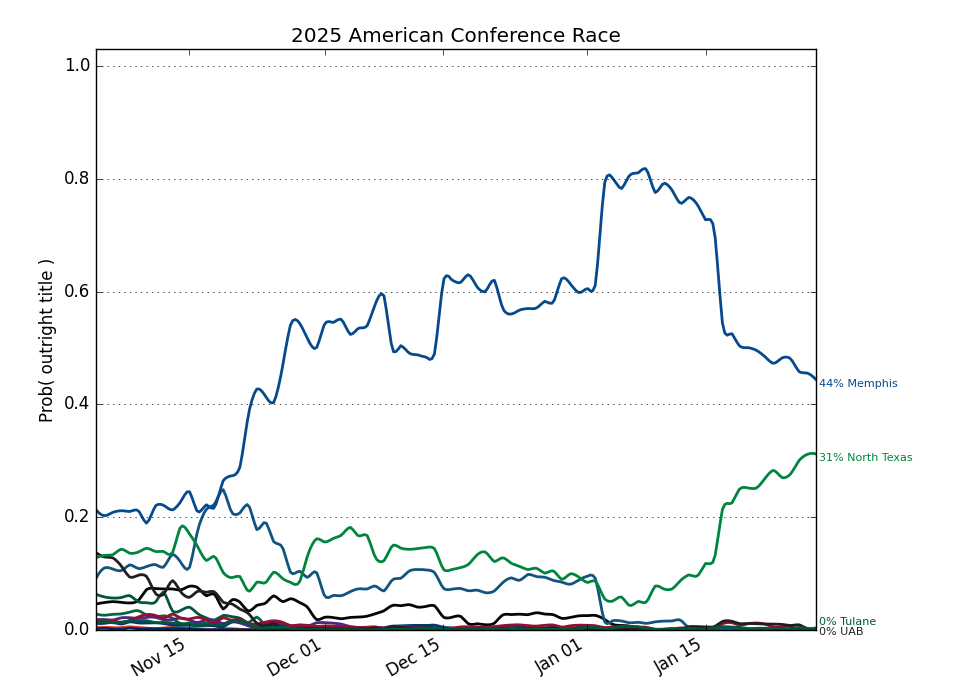 2025 American Conference Race
1.0
0.8
0.6
0.4
0.2
0.0
Prob( outright title )
44% Memphis
31% North Texas
0% Tulane
0% UAB
Nov 15
Dec 01
Dec 15
Jan 01
Jan 15